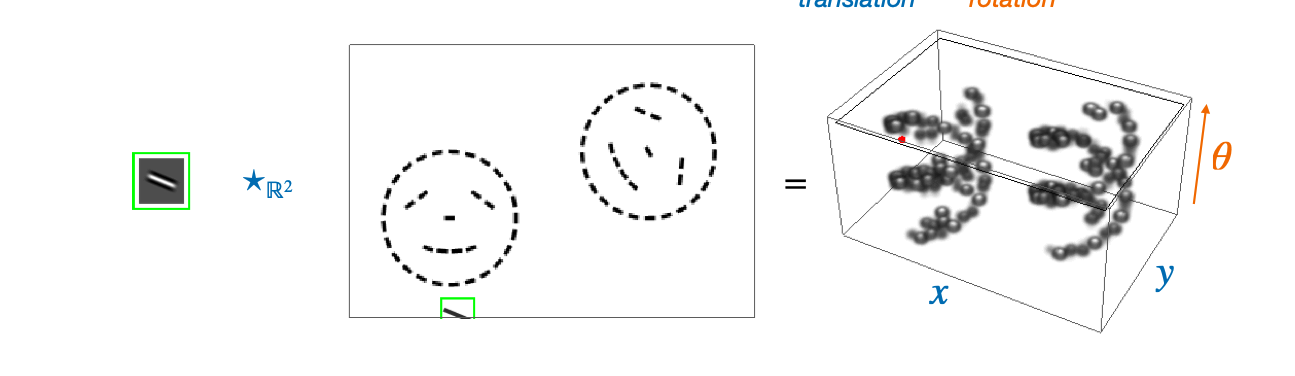 translation rotation
★ℝ² = θ
x y